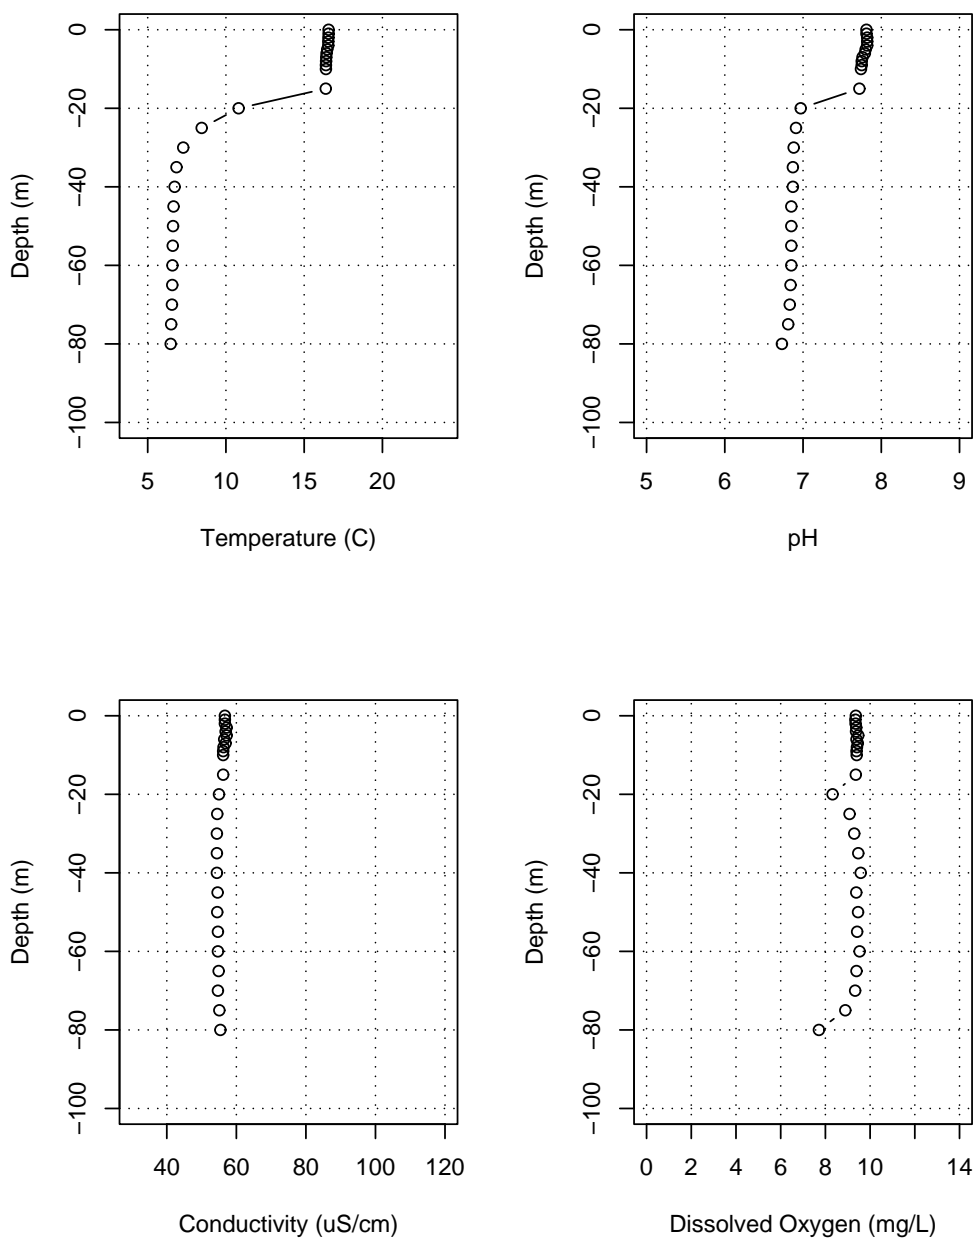 0
−20
−40
−60
−80
−100
Depth (m)
5 10 15 20
Temperature (C)
0
−20
−40
−60
−80
−100
Depth (m)
5 6 7 8 9
pH
0
−20
−40
−60
−80
−100
Depth (m)
40 60 80 100 120
Conductivity (uS/cm)
0
−20
−40
−60
−80
−100
Depth (m)
0 2 4 6 8 10 14
Dissolved Oxygen (mg/L)